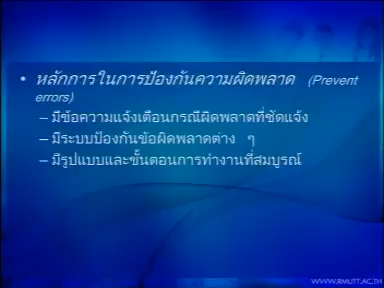 • หลักการในการป้องกันความผิดพลาด (Prevent
errors)
– มีข้อความแจ้งเตือนกรณีผิดพลาดที่ชัดแจ้ง
– มีระบบป้องกันข้อผิดพลาดต่าง ๆ
– มีรูปแบบและขั้นตอนการทำงานที่สมบูรณ์
WWW.RMUTT.AC.TH